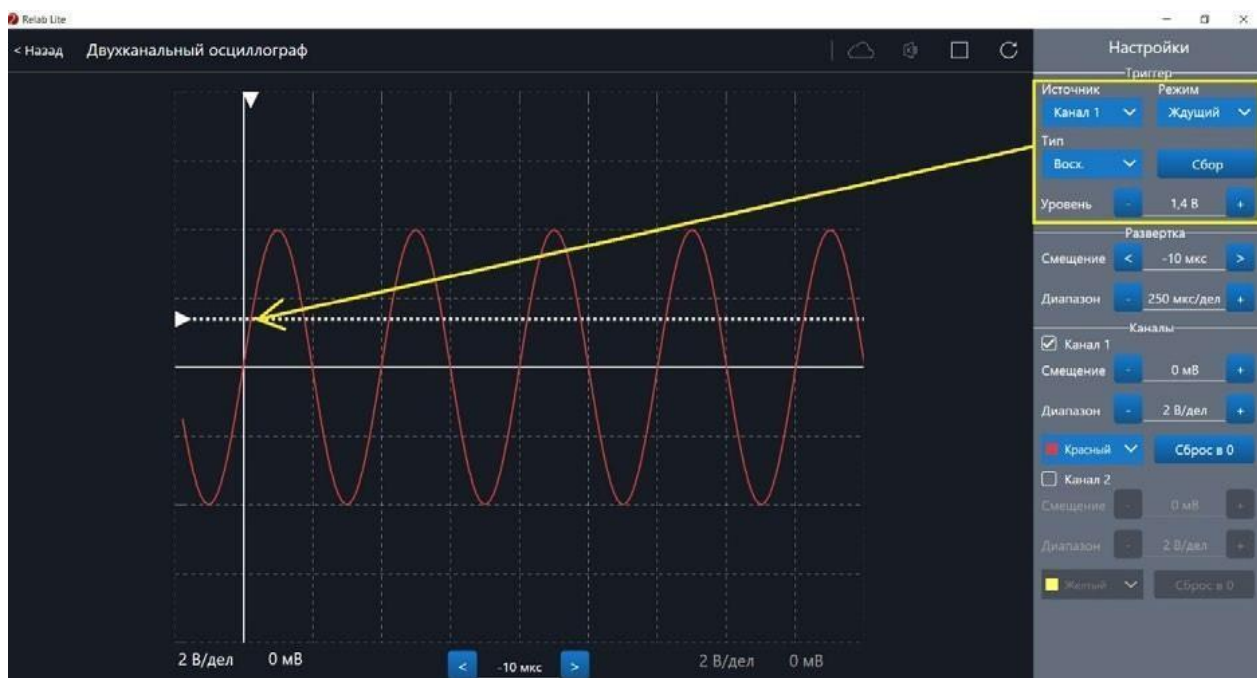 Relab Lite
< Назад Двухканальный осциллограф
Настройки
Триггер
Источник Режим
Канал 1 Ждущий
Тип
Восх. Сбор
Уровень - 1,4 В +
Развертка
Смещение < -10 мкс >
Диапазон - 250 мкс/дел +
Каналы
Канал 1
Смещение - 0 мВ +
Диапазон - 2 В/дел +
Красный Сброс в 0
Канал 2
Смещение - 0 мВ +
Диапазон - 2 В/дел +
Желтый Сброс в 0
2 В/дел 0 мВ < -10 мкс > 2 В/дел 0 мВ